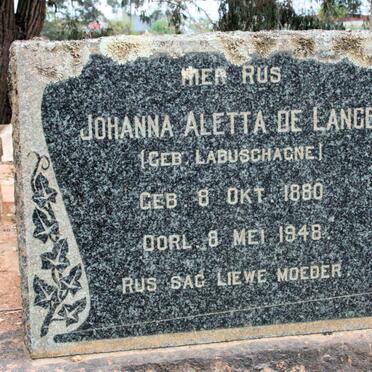 HIER RUS
JOHANNA ALETTA DE LANGE
[GEB. LABUSCHAGNE]
GEB. 8 OKT. 1880
OORL. 8 MEI 1948.
RUS SAG LIEWE MOEDER